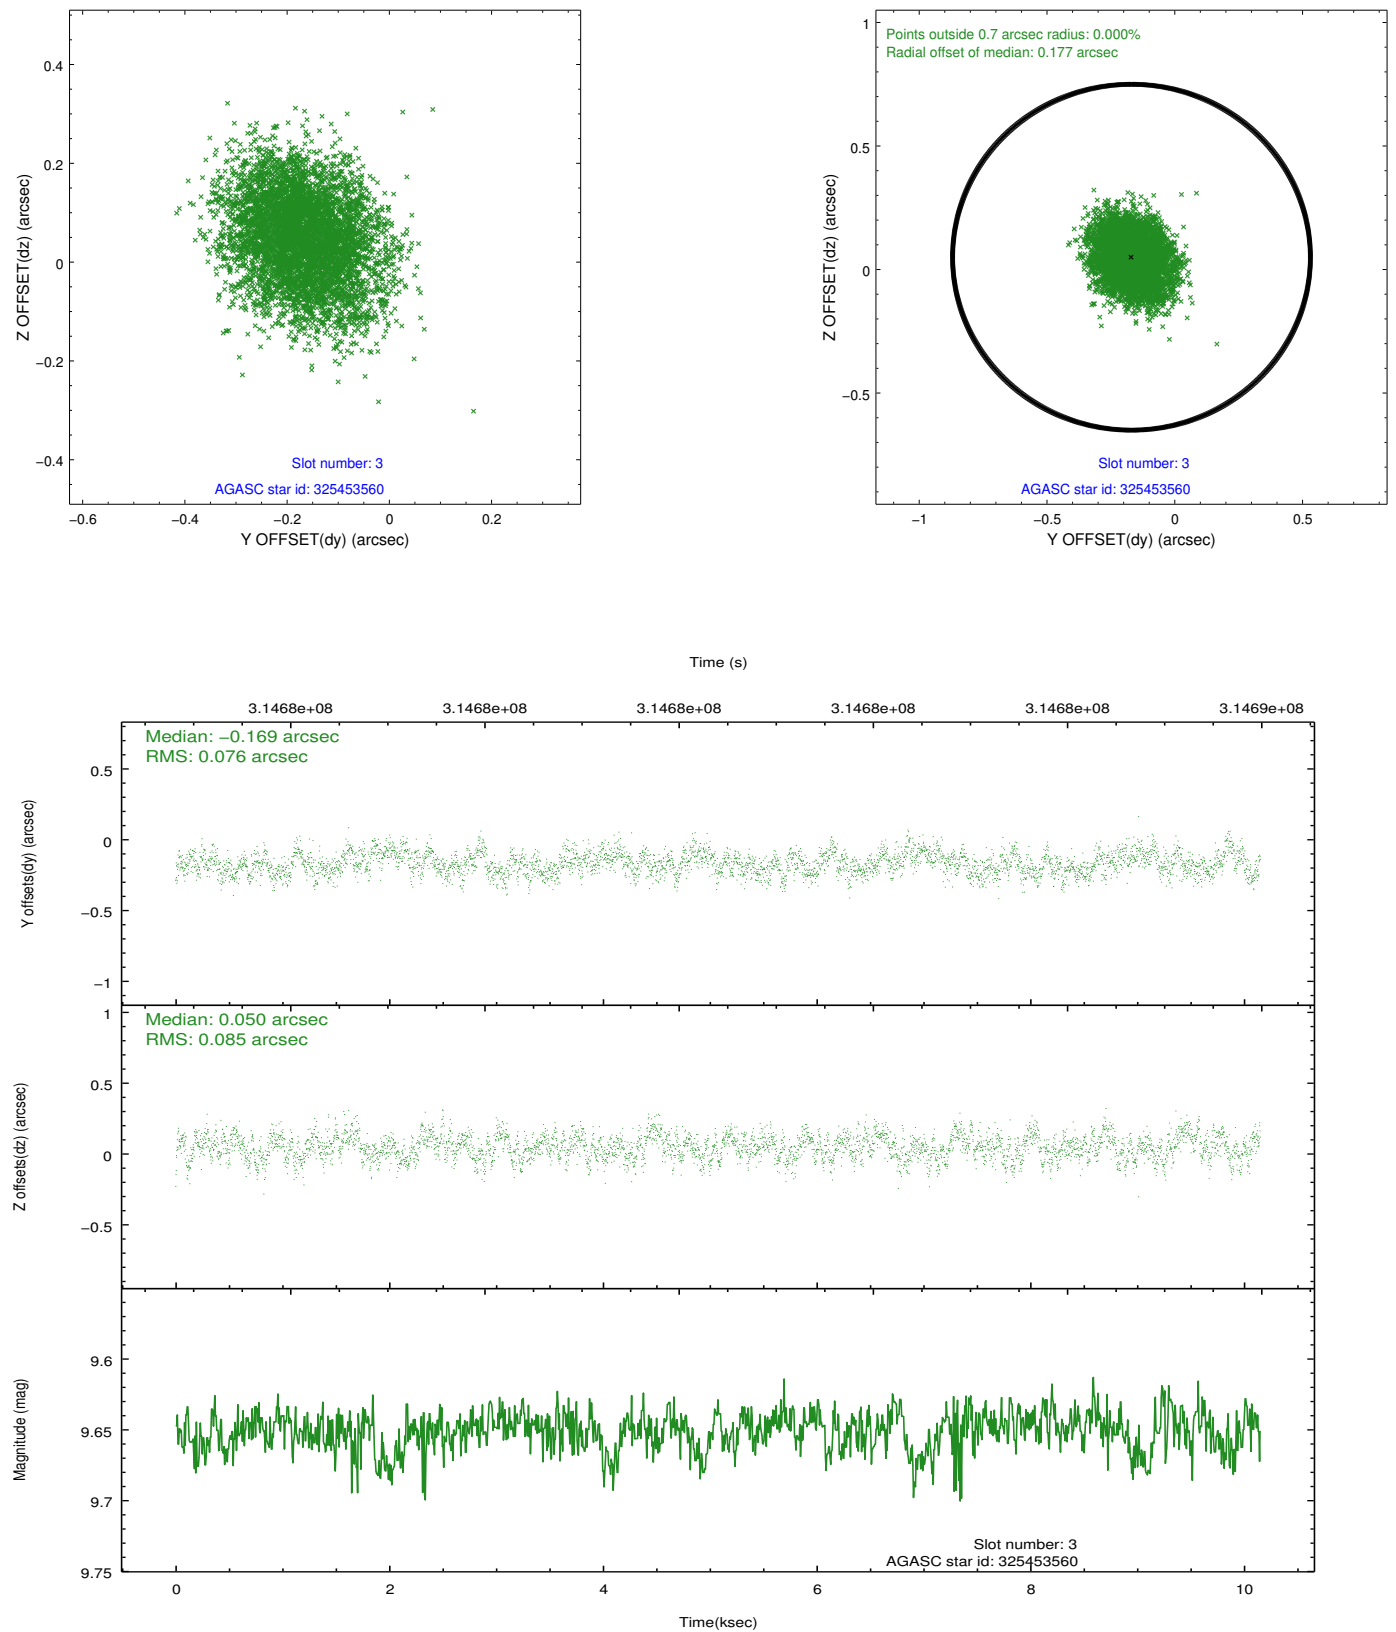 0.4
0.2
0
−0.2
−0.4
Z OFFSET(dz) (arcsec)
Slot number: 3
AGASC star id: 325453560
−0.6
−0.4
−0.2
0
0.2
Y OFFSET(dy) (arcsec)
Points outside 0.7 arcsec radius: 0.000%
Radial offset of median: 0.177 arcsec
1
0.5
0
−0.5
Z OFFSET(dz) (arcsec)
Slot number: 3
AGASC star id: 325453560
−1
−0.5
0
0.5
Y OFFSET(dy) (arcsec)
Time (s)
3.1468e+08
3.1468e+08
3.1468e+08
3.1468e+08
3.1468e+08
3.1469e+08
Median: −0.169 arcsec
RMS: 0.076 arcsec
0.5
0
−0.5
−1
Y offsets(dy) (arcsec)
Median: 0.050 arcsec
RMS: 0.085 arcsec
1
0.5
0
−0.5
Z offsets(dz) (arcsec)
9.6
9.65
9.7
9.75
Magnitude (mag)
Slot number: 3
AGASC star id: 325453560
0
2
4
6
8
10
Time(ksec)